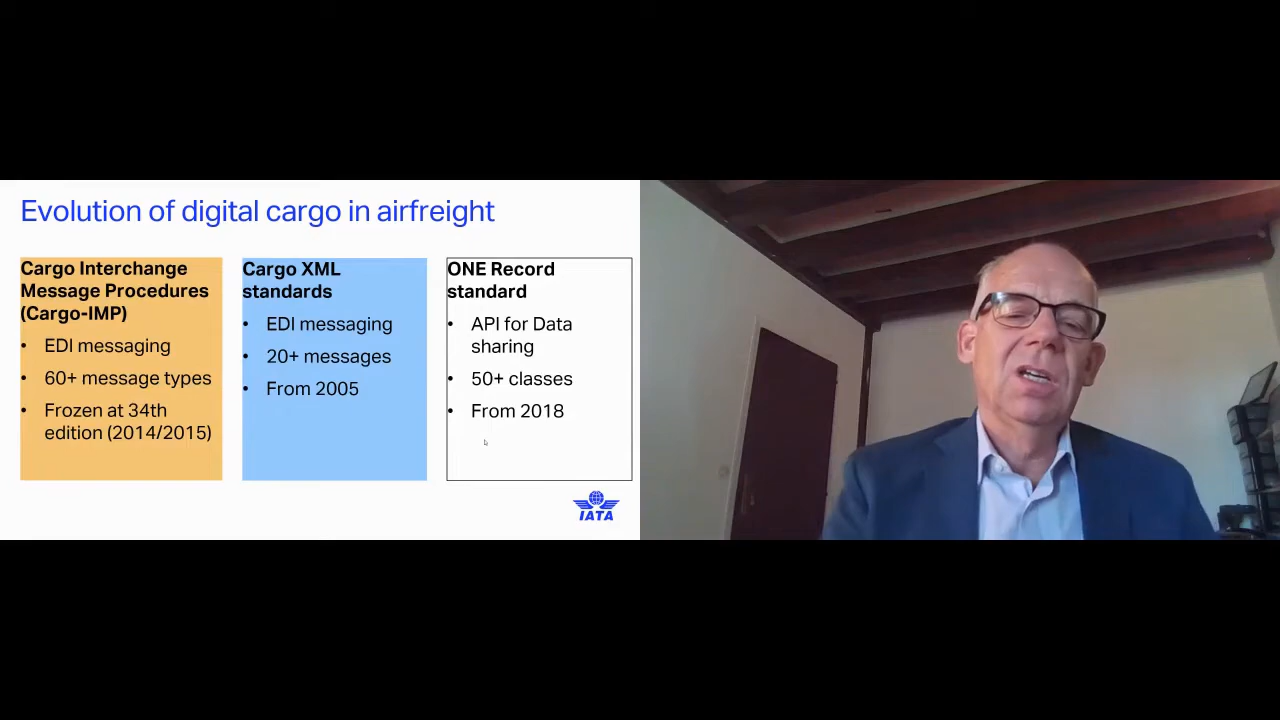 Evolution of digital cargo in airfreight
Cargo Interchange
Message Procedures
(Cargo-IMP)
• EDI messaging
• 60+ message types
• Frozen at 34th
edition (2014/2015)
Cargo XML
standards
• EDI messaging
• 20+ messages
• From 2005
ONE Record
standard
• API for Data
sharing
• 50+ classes
• From 2018
IATA